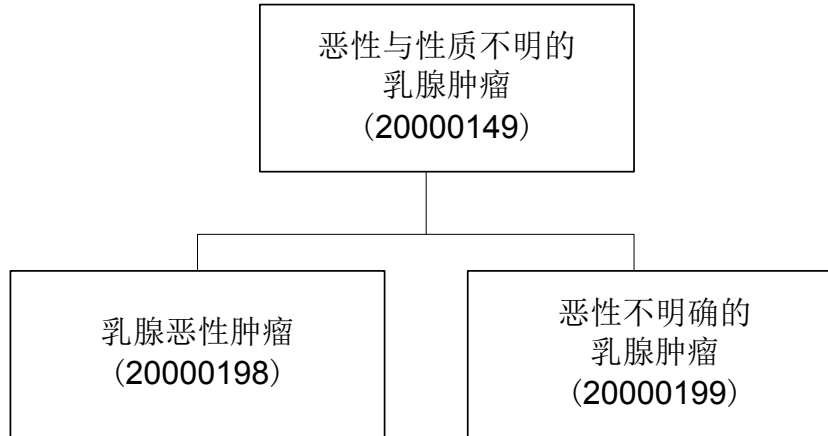 恶性与性质不明的
乳腺肿瘤
（20000149）
乳腺恶性肿瘤
（20000198）
恶性不明确的
乳腺肿瘤
（20000199）